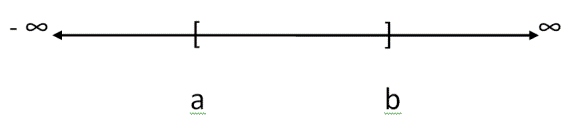 - ∞ [ ] ∞
a b